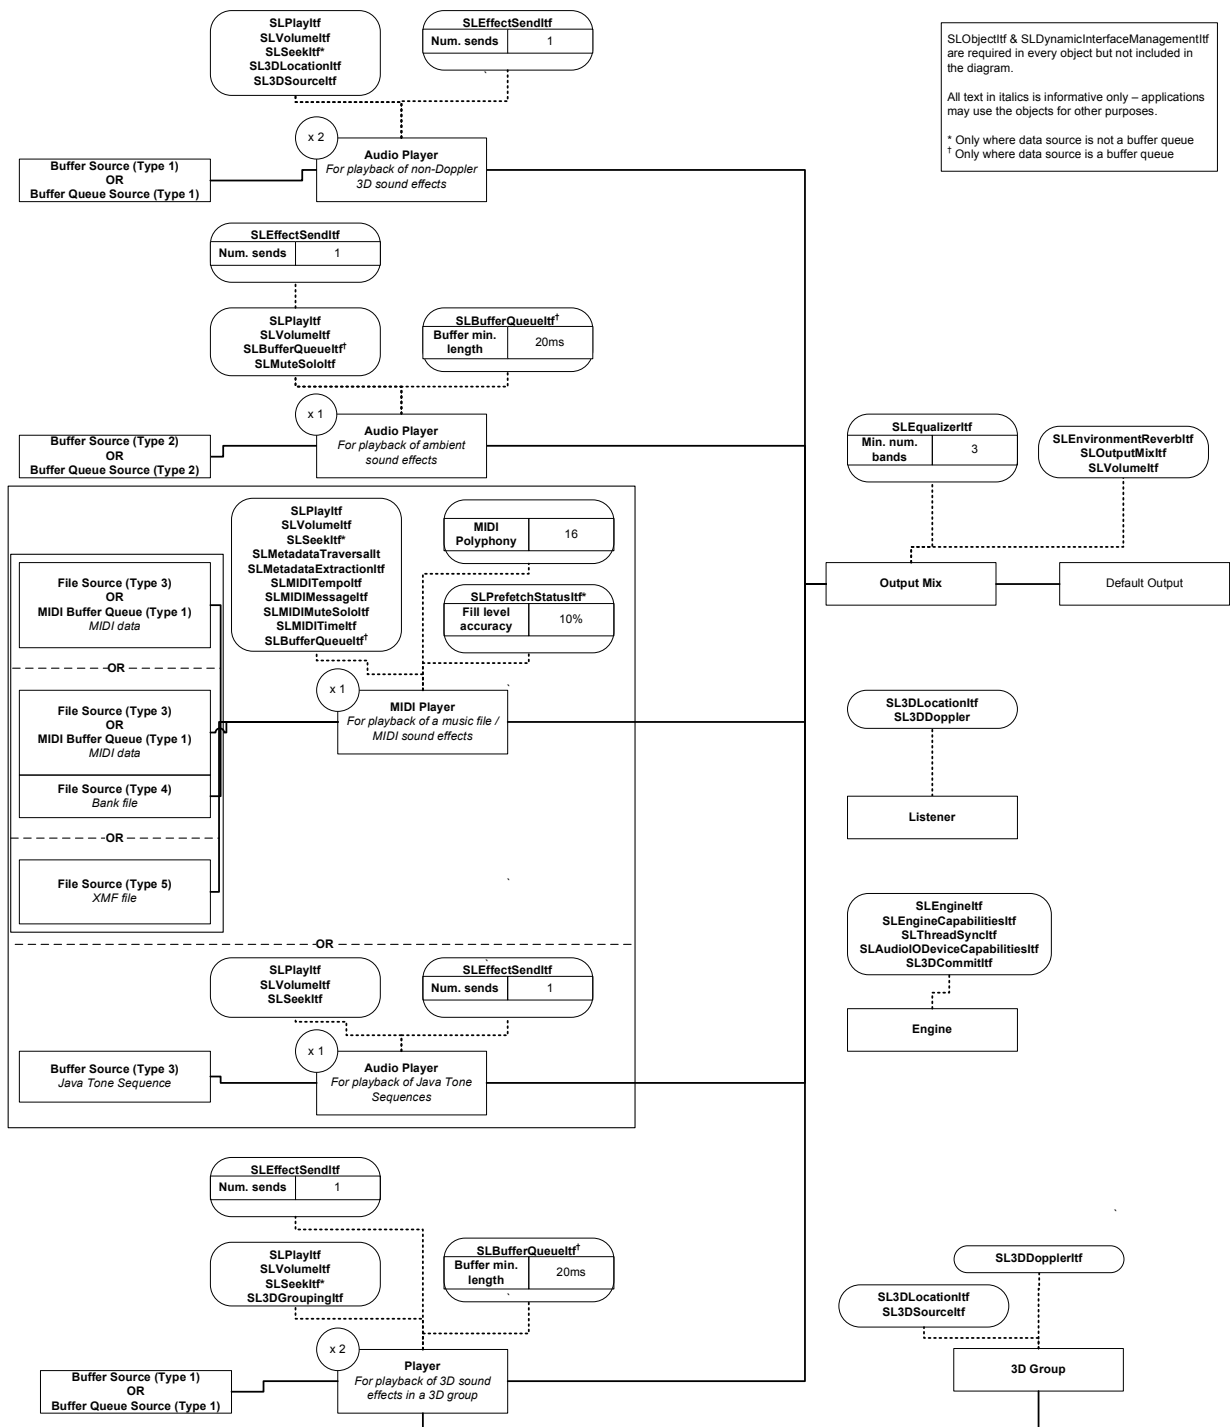 SLPlayItf
SLVolumeItf
SLSeekItf*
SL3DLocationItf
SL3DSourceItf
SLEffectSendItf
Num. sends 1
SLObjectItf & SLDynamicInterfaceManagementItf
are required in every object but not included in
the diagram.
All text in italics is informative only – applications
may use the objects for other purposes.
* Only where data source is not a buffer queue
† Only where data source is a buffer queue
x 2
Buffer Source (Type 1)
OR
Buffer Queue Source (Type 1)
Audio Player
For playback of non-Doppler
3D sound effects
SLEffectSendItf
Num. sends 1
SLPlayItf
SLVolumeItf
SLBufferQueueItf†
SLMuteSoloItf
SLBufferQueueItf†
Buffer min.
length
20ms
x 1
Buffer Source (Type 2)
OR
Buffer Queue Source (Type 2)
Audio Player
For playback of ambient
sound effects
SLEqualizerItf
Min. num.
bands
3
SLEnvironmentReverbItf
SLOutputMixItf
SLVolumeItf
SLPlayItf
SLVolumeItf
SLSeekItf*
SLMetadataTraversalIt
SLMetadataExtractionItf
SLMIDITempoItf
SLMIDIMessageItf
SLMIDIMuteSoloItf
SLMIDITimeItf
SLBufferQueueItf†
MIDI
Polyphony
16
SLPrefetchStatusItf*
Fill level
accuracy
10%
File Source (Type 3)
OR
MIDI Buffer Queue (Type 1)
MIDI data
OR
Output Mix
Default Output
x 1
File Source (Type 3)
OR
MIDI Buffer Queue (Type 1)
MIDI data
File Source (Type 4)
Bank file
MIDI Player
For playback of a music file /
MIDI sound effects
SL3DLocationItf
SL3DDoppler
Listener
OR
File Source (Type 5)
XMF file
SLEngineItf
SLEngineCapabilitiesItf
SLThreadSyncItf
SLAudioIODeviceCapabilitiesItf
SL3DCommitItf
Engine
OR
SLPlayItf
SLVolumeItf
SLSeekItf
SLEffectSendItf
Num. sends 1
x 1
Buffer Source (Type 3)
Java Tone Sequence
Audio Player
For playback of Java Tone
Sequences
SLEffectSendItf
Num. sends 1
SLPlayItf
SLVolumeItf
SLSeekItf*
SL3DGroupingItf
SLBufferQueueItf†
Buffer min.
length
20ms
SL3DDopplerItf
SL3DLocationItf
SL3DSourceItf
x 2
Buffer Source (Type 1)
OR
Buffer Queue Source (Type 1)
Player
For playback of 3D sound
effects in a 3D group
3D Group